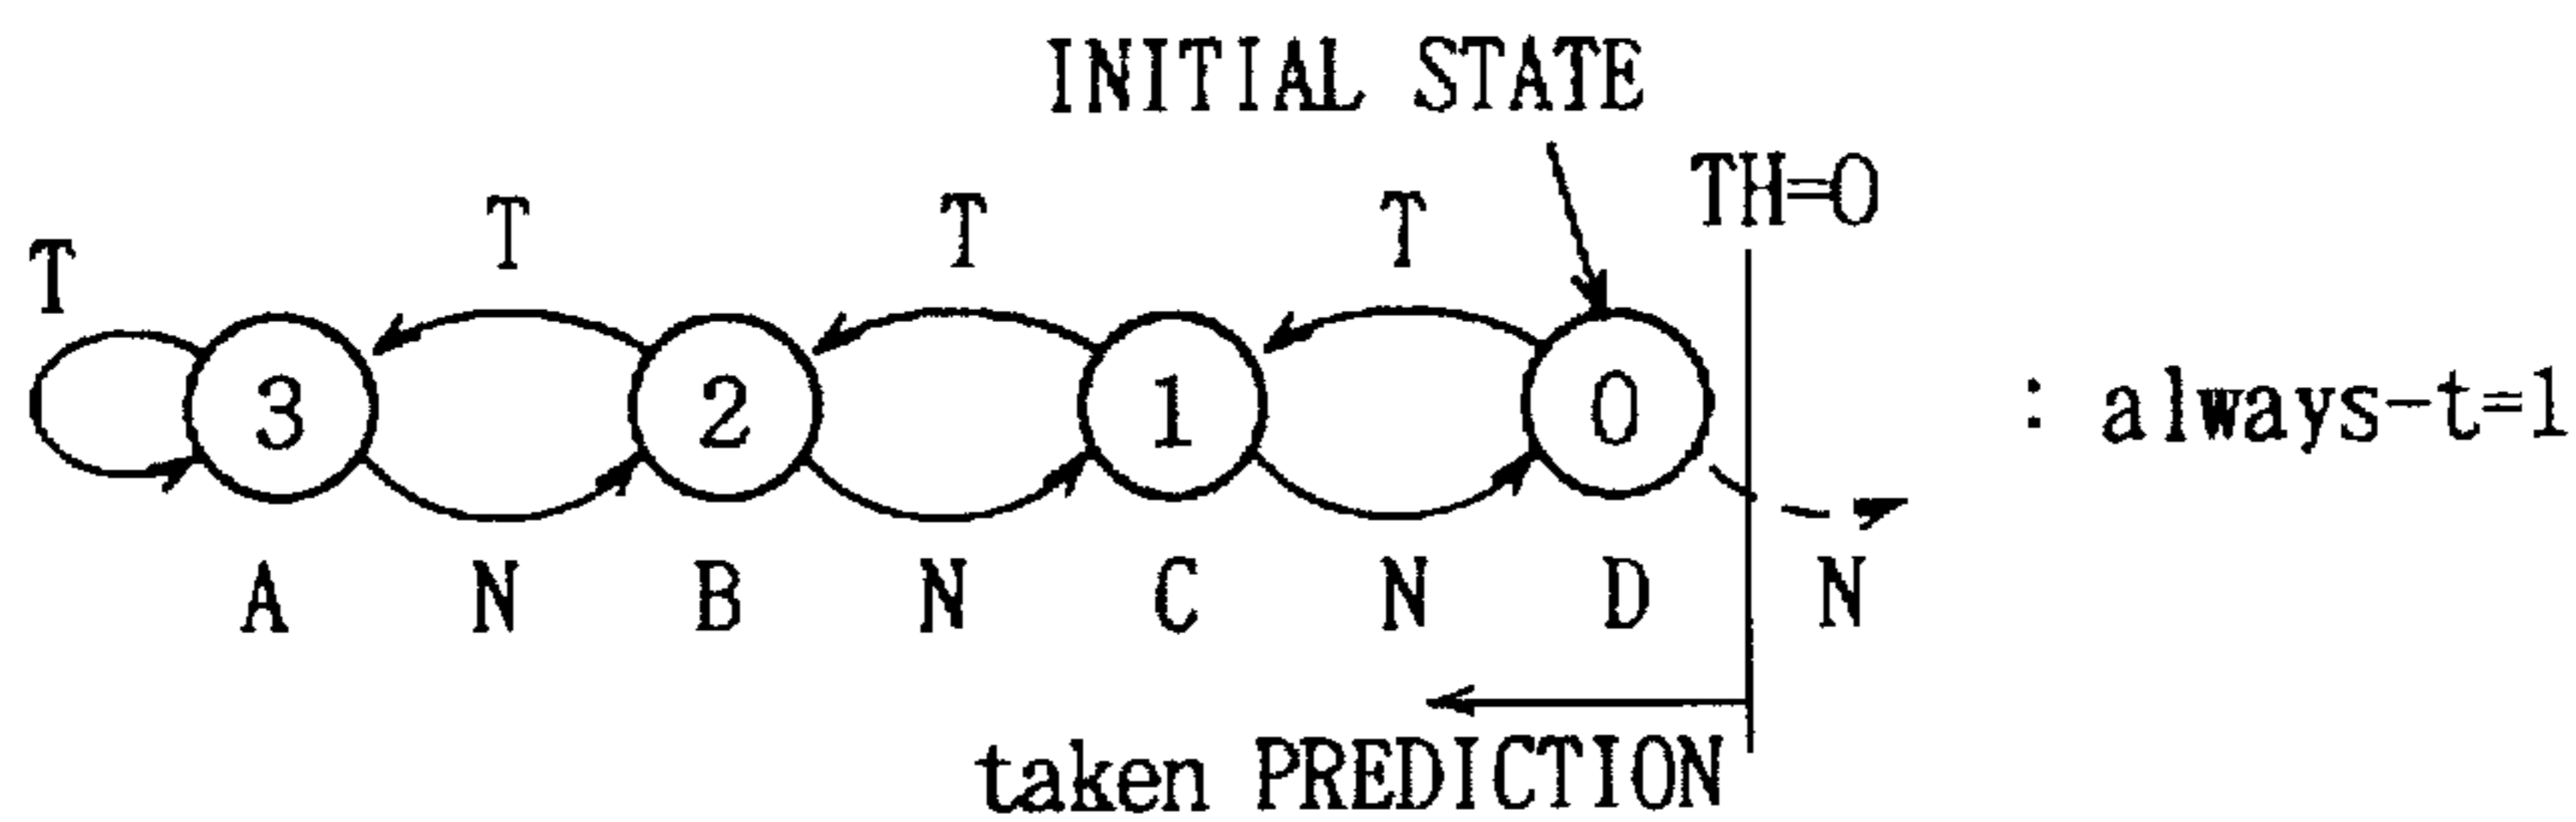 INITIAL STATE
TH=0
T T T T
3 2 1 0 : always-t=1
A N B N C N D N
taken PREDICTION